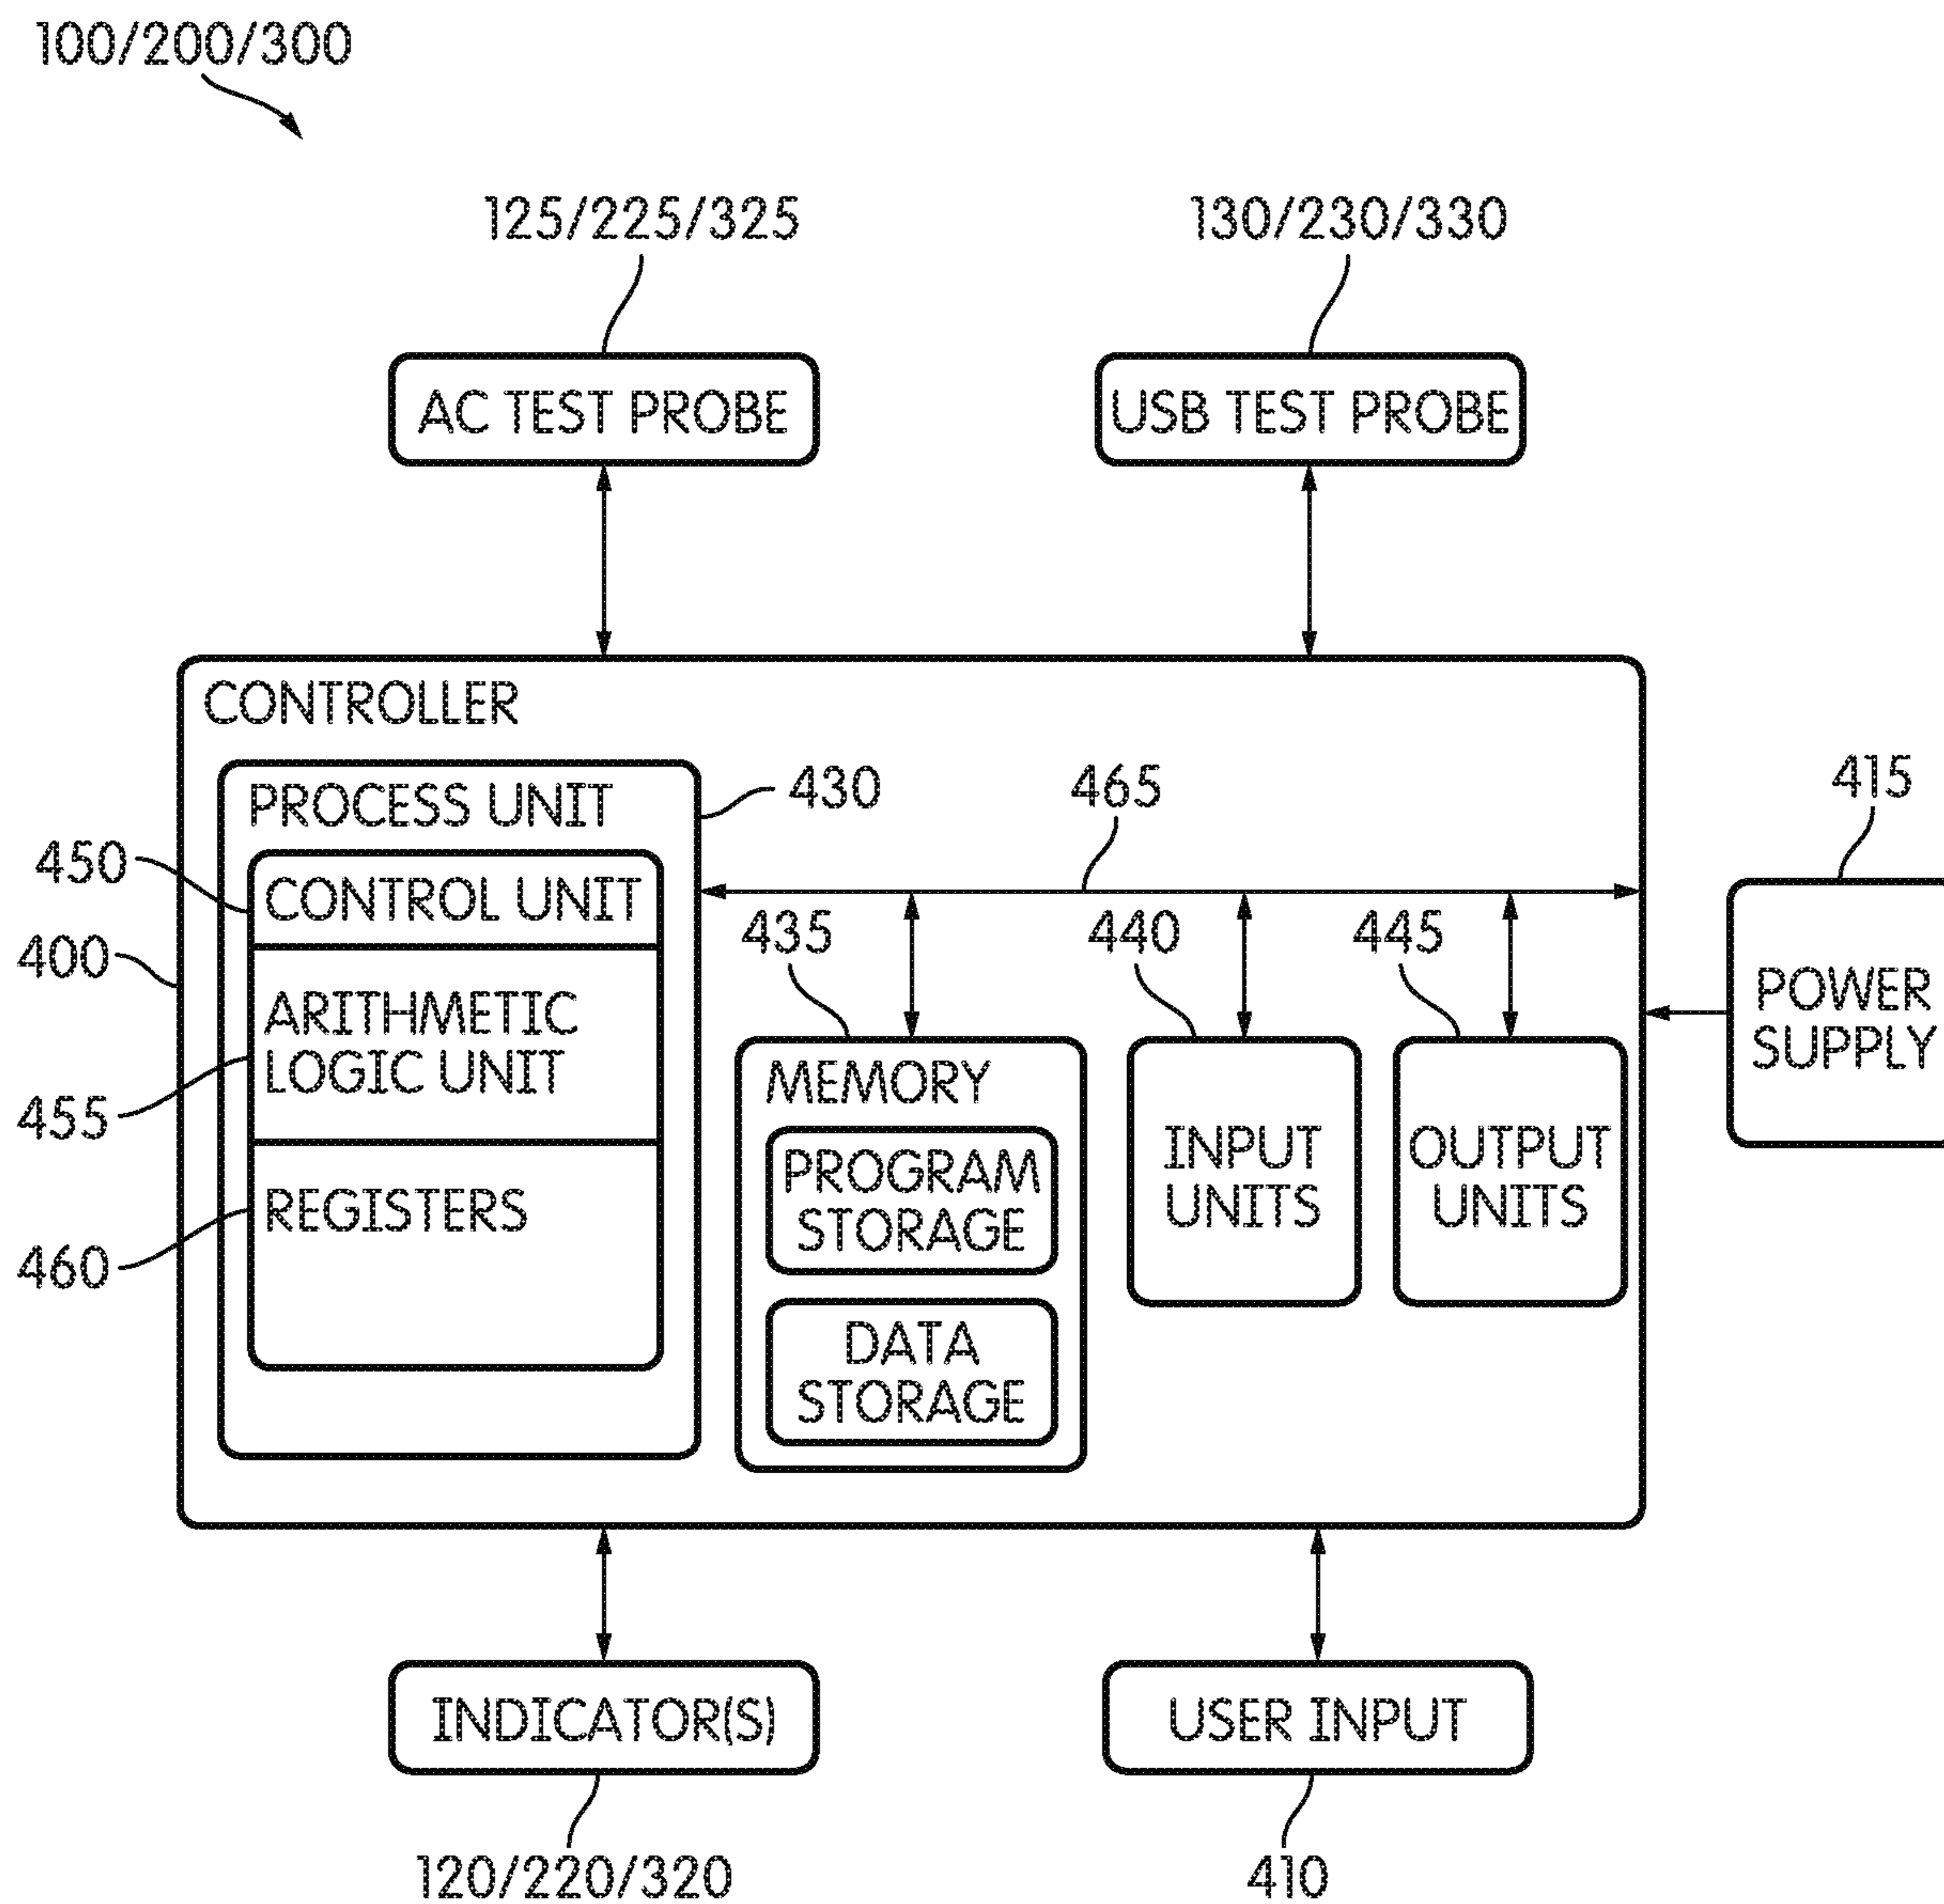 100/200/300
125/225/325
130/230/330
AC TEST PROBE
USB TEST PROBE
CONTROLLER
PROCESS UNIT
430
465
415
450
CONTROL UNIT
400
435
440
445
ARITHMETIC
LOGIC UNIT
455
POWER
SUPPLY
MEMORY
PROGRAM
STORAGE
INPUT
UNITS
OUTPUT
UNITS
REGISTERS
460
DATA
STORAGE
INDICATOR(S)
USER INPUT
120/220/320
410